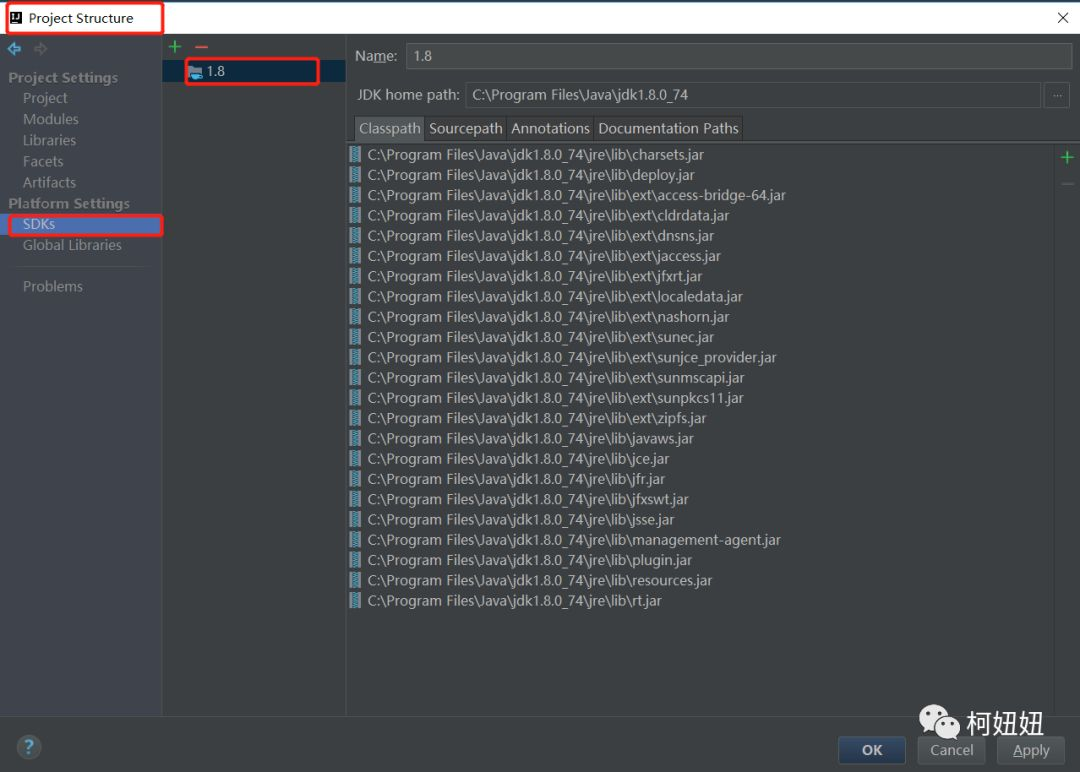 Project Structure
Project Settings
Project
Modules
Libraries
Facets
Artifacts
Platform Settings
SDKs
Global Libraries
Problems
1.8
Name: 1.8
JDK home path: C:\Program Files\Java\jdk1.8.0_74 ...
Classpath Sourcepath Annotations Documentation Paths
C:\Program Files\Java\jdk1.8.0_74\jre\lib\charsets.jar
C:\Program Files\Java\jdk1.8.0_74\jre\lib\deploy.jar
C:\Program Files\Java\jdk1.8.0_74\jre\lib\ext\access-bridge-64.jar
C:\Program Files\Java\jdk1.8.0_74\jre\lib\ext\cldrdata.jar
C:\Program Files\Java\jdk1.8.0_74\jre\lib\ext\dnsns.jar
C:\Program Files\Java\jdk1.8.0_74\jre\lib\ext\jaccess.jar
C:\Program Files\Java\jdk1.8.0_74\jre\lib\ext\jfxrt.jar
C:\Program Files\Java\jdk1.8.0_74\jre\lib\ext\localedata.jar
C:\Program Files\Java\jdk1.8.0_74\jre\lib\ext\nashorn.jar
C:\Program Files\Java\jdk1.8.0_74\jre\lib\ext\sunec.jar
C:\Program Files\Java\jdk1.8.0_74\jre\lib\ext\sunjce_provider.jar
C:\Program Files\Java\jdk1.8.0_74\jre\lib\ext\sunmscapi.jar
C:\Program Files\Java\jdk1.8.0_74\jre\lib\ext\sunpkcs11.jar
C:\Program Files\Java\jdk1.8.0_74\jre\lib\ext\zipfs.jar
C:\Program Files\Java\jdk1.8.0_74\jre\lib\javaws.jar
C:\Program Files\Java\jdk1.8.0_74\jre\lib\jce.jar
C:\Program Files\Java\jdk1.8.0_74\jre\lib\jfr.jar
C:\Program Files\Java\jdk1.8.0_74\jre\lib\jfxswt.jar
C:\Program Files\Java\jdk1.8.0_74\jre\lib\jsse.jar
C:\Program Files\Java\jdk1.8.0_74\jre\lib\management-agent.jar
C:\Program Files\Java\jdk1.8.0_74\jre\lib\plugin.jar
C:\Program Files\Java\jdk1.8.0_74\jre\lib\resources.jar
C:\Program Files\Java\jdk1.8.0_74\jre\lib\rt.jar
柯妞妞
? OK Cancel Apply